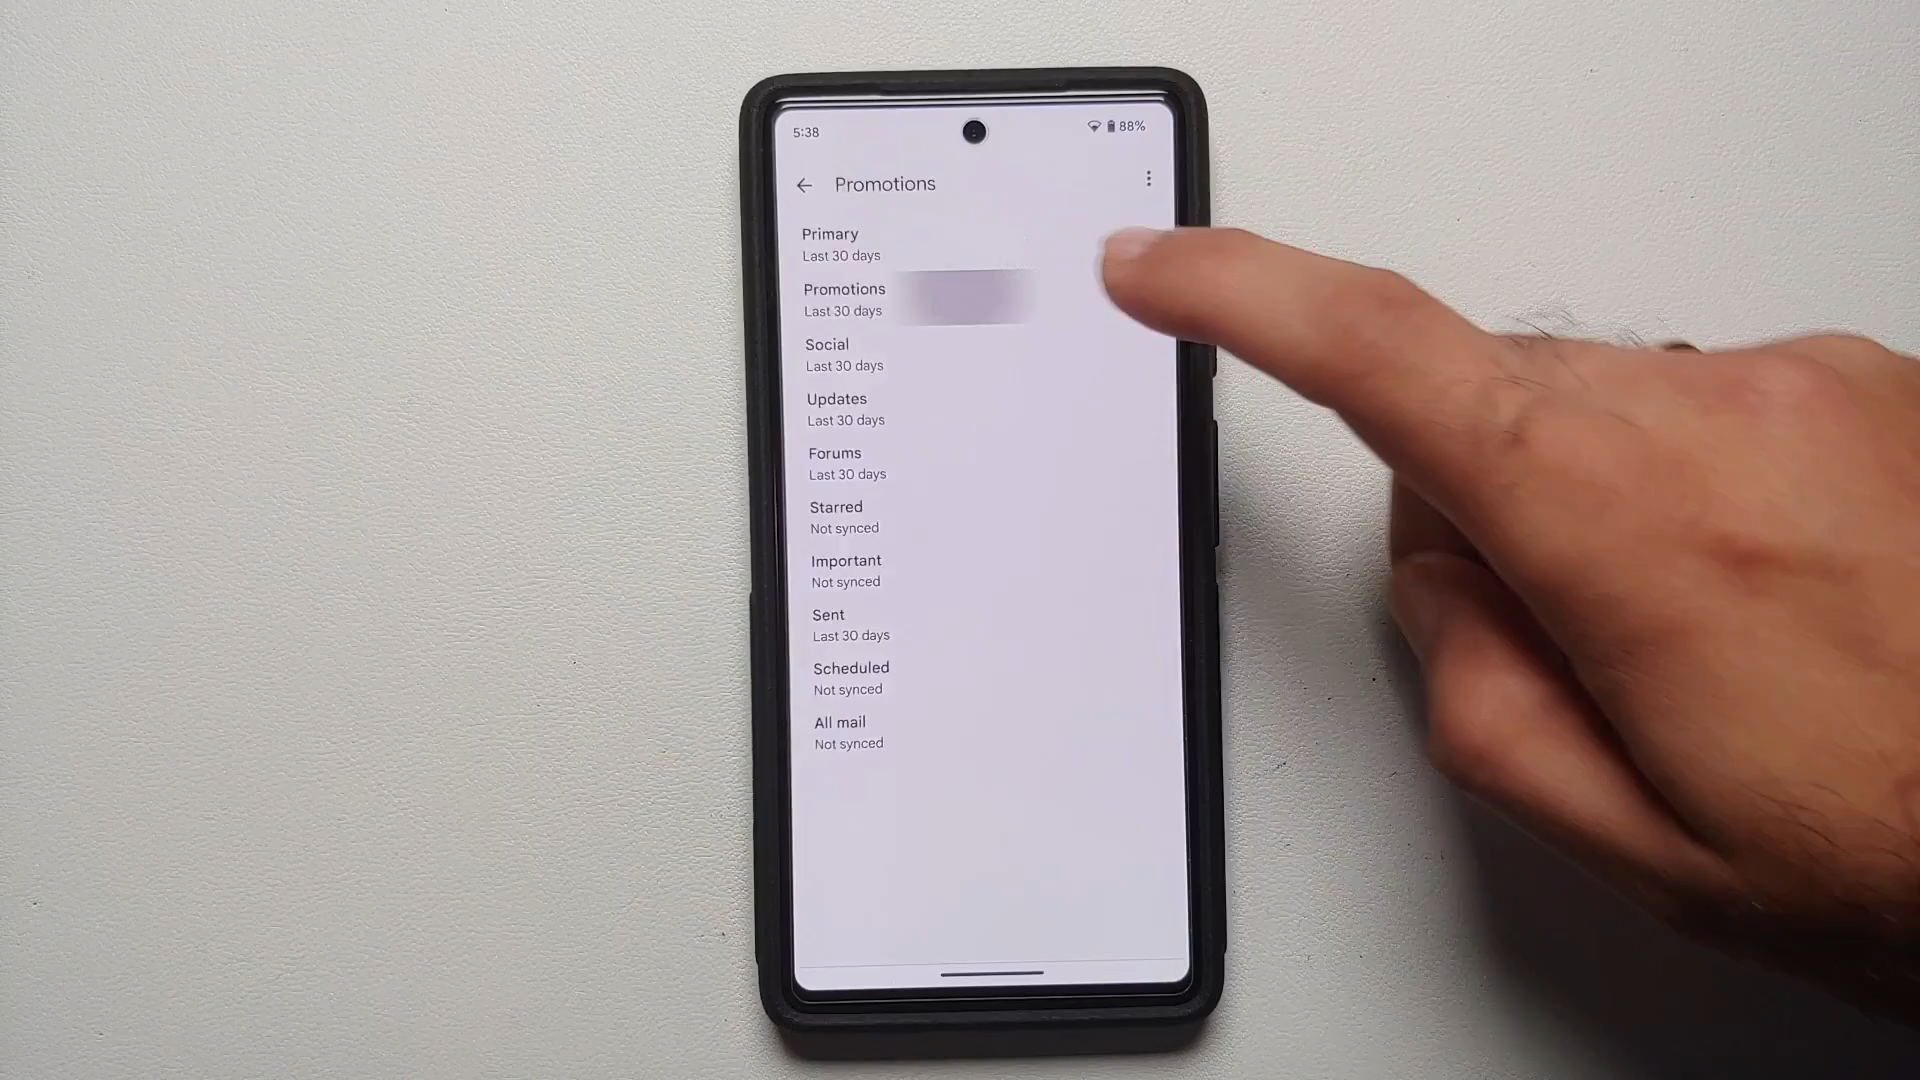 5:38
88%
Promotions
Primary
Last 30 days
Promotions
Last 30 days
Social
Last 30 days
Updates
Last 30 days
Forums
Last 30 days
Starred
Not synced
Important
Not synced
Sent
Last 30 days
Scheduled
Not synced
All mail
Not synced